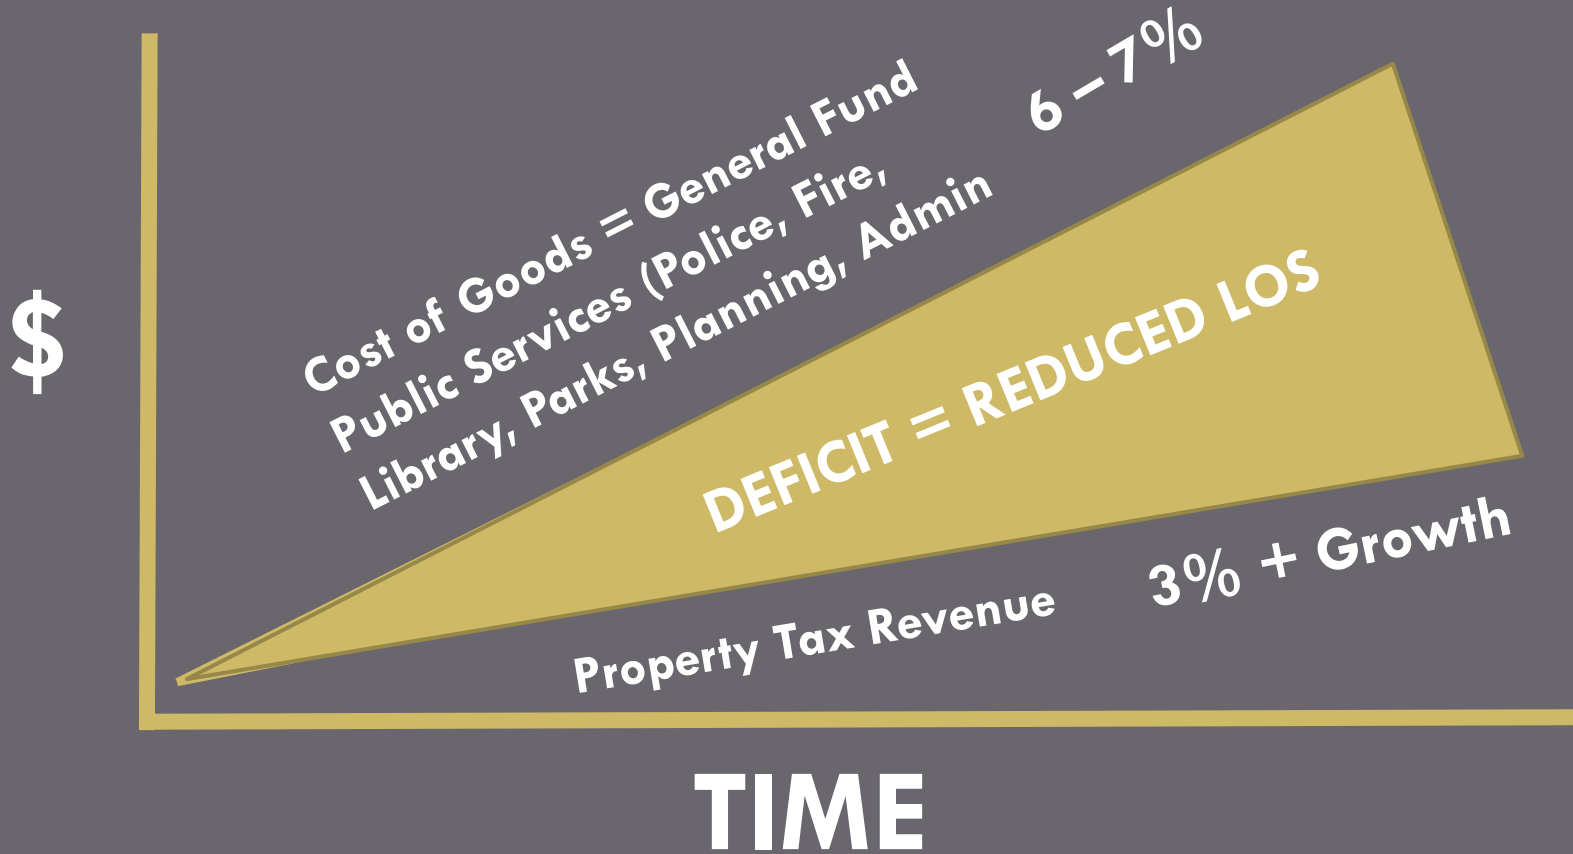 $
Cost of Goods = General Fund
Public Services (Police, Fire,
Library, Parks, Planning, Admin
6 – 7%
DEFICIT = REDUCED LOS
Property Tax Revenue
3% + Growth
TIME